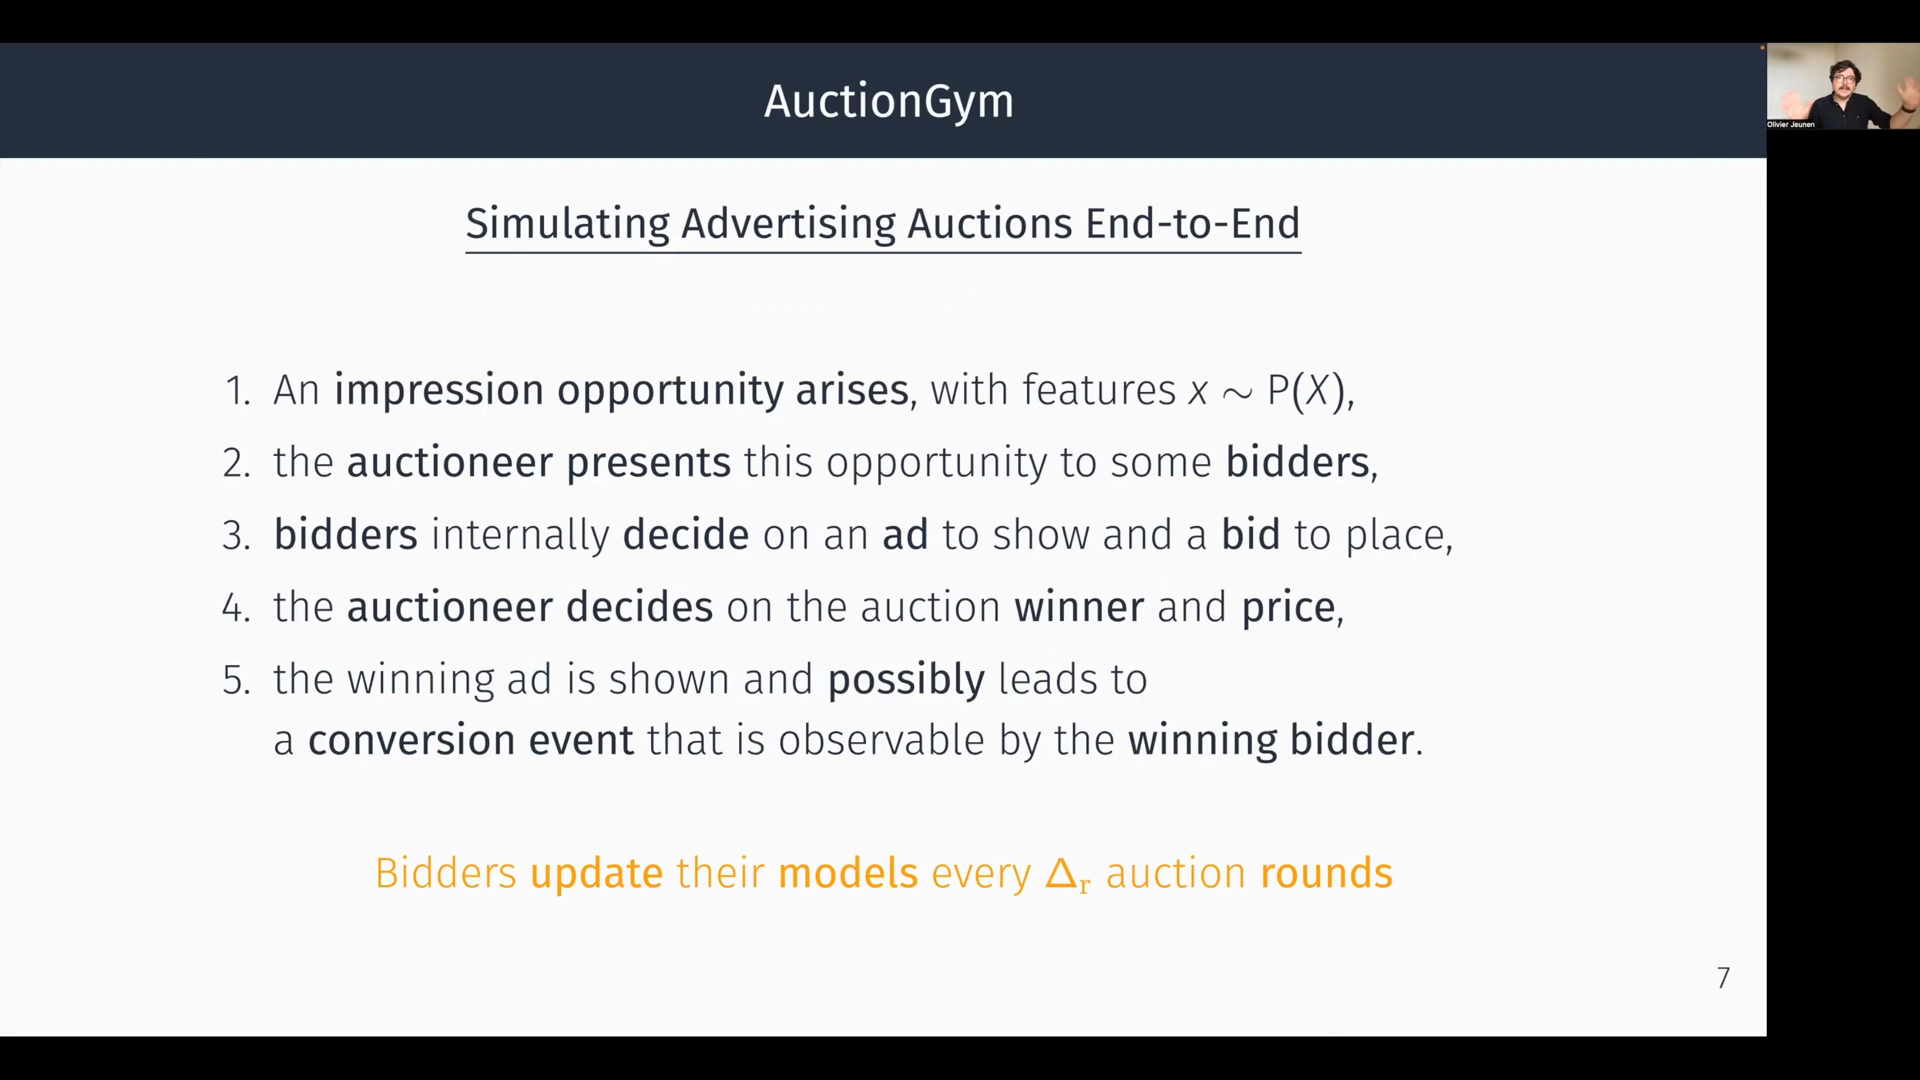 AuctionGym
Olivier Jeunen
Simulating Advertising Auctions End-to-End
1. An impression opportunity arises, with features x ∼ P(X),
2. the auctioneer presents this opportunity to some bidders,
3. bidders internally decide on an ad to show and a bid to place,
4. the auctioneer decides on the auction winner and price,
5. the winning ad is shown and possibly leads to
a conversion event that is observable by the winning bidder.
Bidders update their models every Δr auction rounds
7